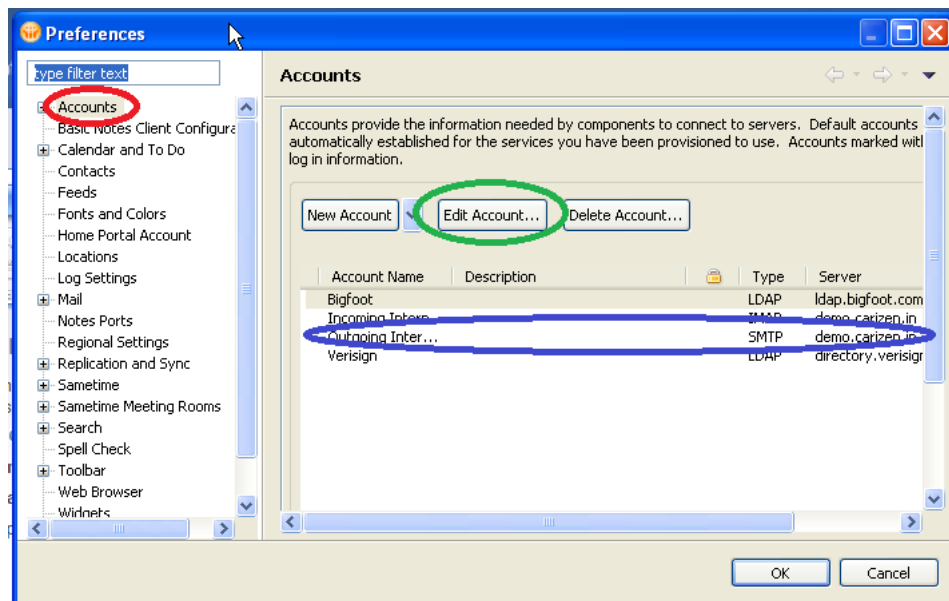 Preferences
type filter text
Accounts
Basic Notes Client Configura
Calendar and To Do
Contacts
Feeds
Fonts and Colors
Home Portal Account
Locations
Log Settings
Mail
Notes Ports
Regional Settings
Replication and Sync
Sametime
Sametime Meeting Rooms
Search
Spell Check
Toolbar
Web Browser
Widgets
Accounts
Accounts provide the information needed by components to connect to servers. Default accounts
automatically established for the services you have been provisioned to use. Accounts marked wit
log in information.
New Account Edit Account... Delete Account...
Account Name Description Type Server
Bigfoot LDAP ldap.bigfoot.com
Incoming Intern... IMAP demo.carizen.in
Outgoing Inter... SMTP demo.carizen.in
Verisign LDAP directory.verisign
OK Cancel